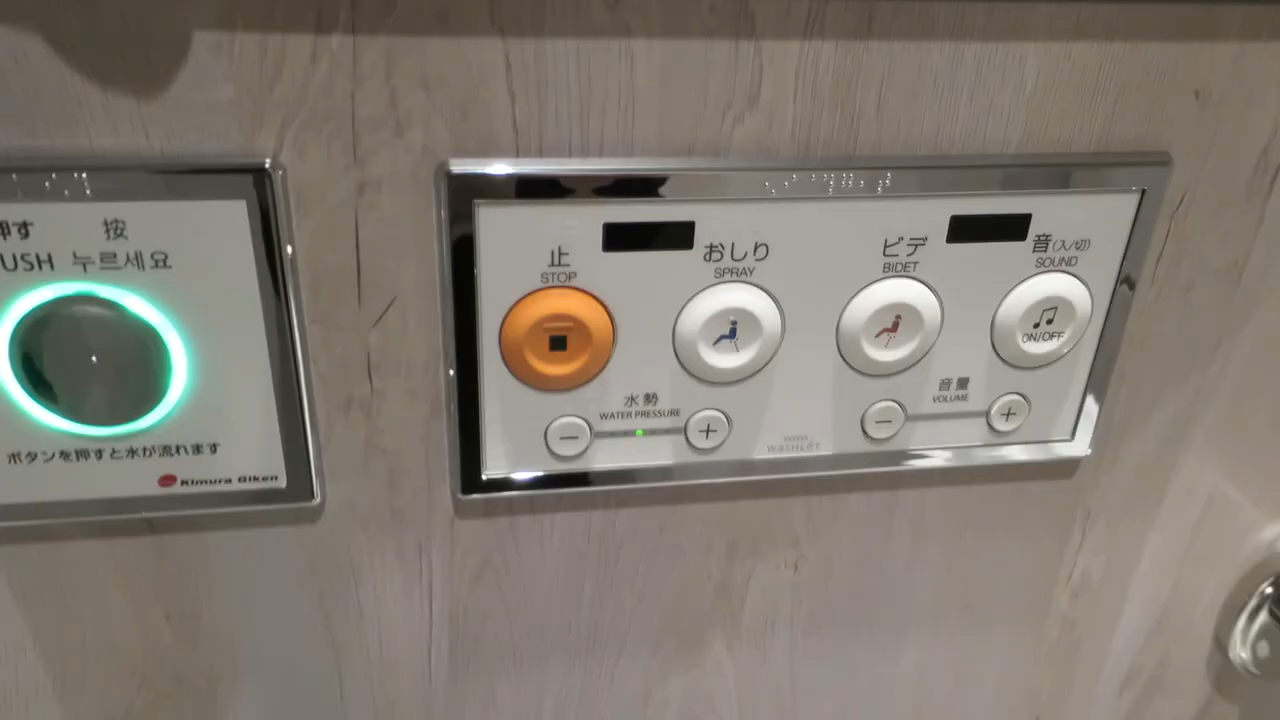 押す 按
USH 누르세요
ボタンを押すと水が流れます
Kimura Giken
止
STOP
おしり
SPRAY
ビデ
BIDET
音(入/切)
SOUND
ON/OFF
水勢
WATER PRESSURE
− +
音量
VOLUME
− +
TOTO
WASHLET